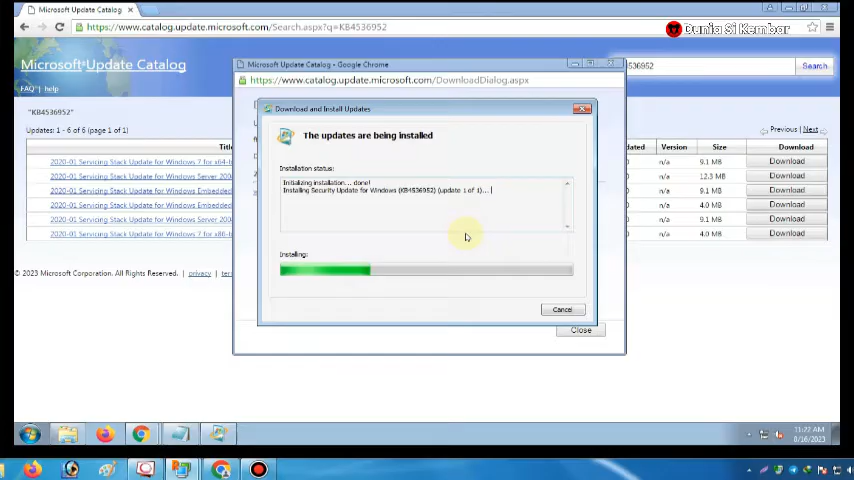 Microsoft Update Catalog
https://www.catalog.update.microsoft.com/Search.aspx?q=KB4536952
Dunia Si Kembar
Microsoft Update Catalog
FAQ | help
Microsoft Update Catalog - Google Chrome
https://www.catalog.update.microsoft.com/DownloadDialog.aspx
Search
"KB4536952"
Updates: 1 - 6 of 6 (page 1 of 1)
Previous | Next
Version Size Download
2020-01 Servicing Stack Update for Windows 7 for x64-b
n/a 9.1 MB Download
2020-01 Servicing Stack Update for Windows Server 200
n/a 12.3 MB Download
2020-01 Servicing Stack Update for Windows Embedded
n/a 9.1 MB Download
2020-01 Servicing Stack Update for Windows Embedded
n/a 4.0 MB Download
2020-01 Servicing Stack Update for Windows Server 200
n/a 9.1 MB Download
2020-01 Servicing Stack Update for Windows 7 for x86-b
n/a 4.0 MB Download
© 2023 Microsoft Corporation. All Rights Reserved. | privacy |
Download and Install Updates
The updates are being installed
Installation status:
Initializing installation... done!
Installing Security Update for Windows (KB4536952) (update 1 of 1)...
Installing:
Cancel
Close
11:22 AM
8/16/2023